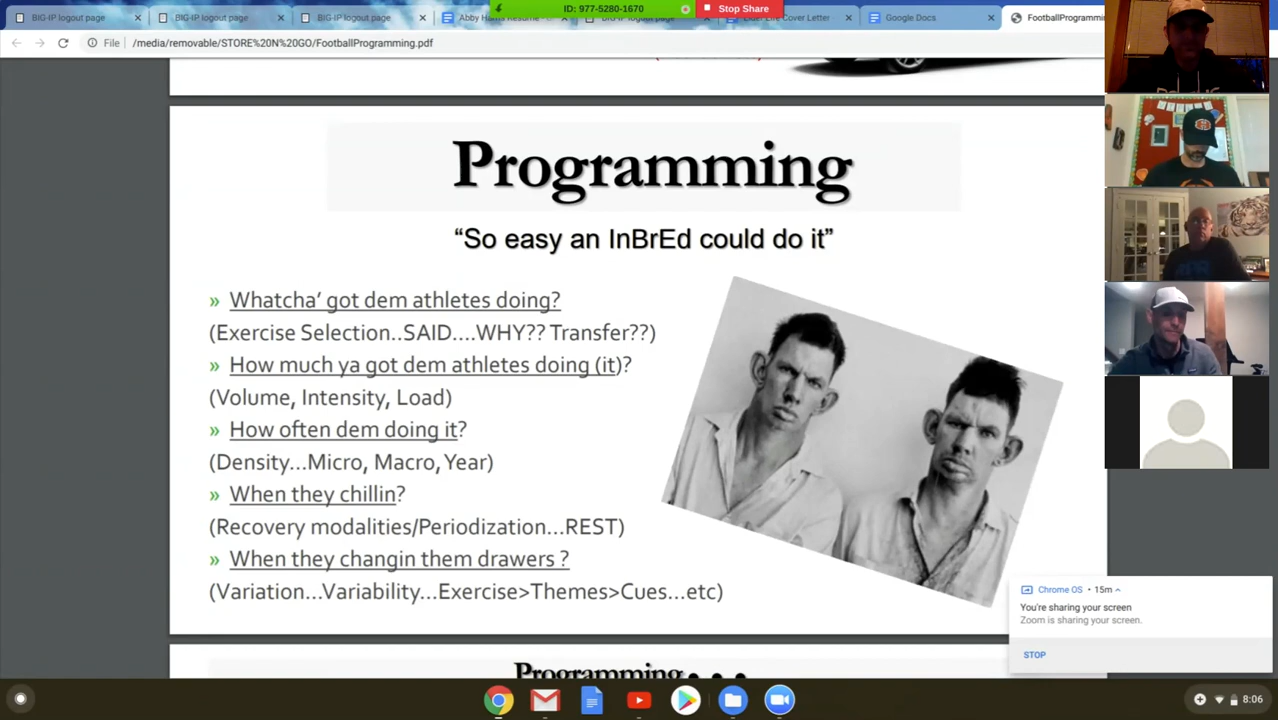 BIG-IP logout page
BIG-IP logout page
BIG-IP logout page
ID: 977-5280-1670
Stop Share
Google Docs
FootballProgrammin
File
/media/removable/STORE%20N%20GO/FootballProgramming.pdf
Programming
“So easy an InBrEd could do it”
» Whatcha’ got dem athletes doing?
(Exercise Selection..SAID....WHY?? Transfer??)
» How much ya got dem athletes doing (it)?
(Volume, Intensity, Load)
» How often dem doing it?
(Density...Micro, Macro, Year)
» When they chillin?
(Recovery modalities/Periodization...REST)
» When they changin them drawers ?
(Variation...Variability...Exercise>Themes>Cues...etc)
Chrome OS • 15m
You're sharing your screen
Zoom is sharing your screen.
STOP
Programming...
8:06